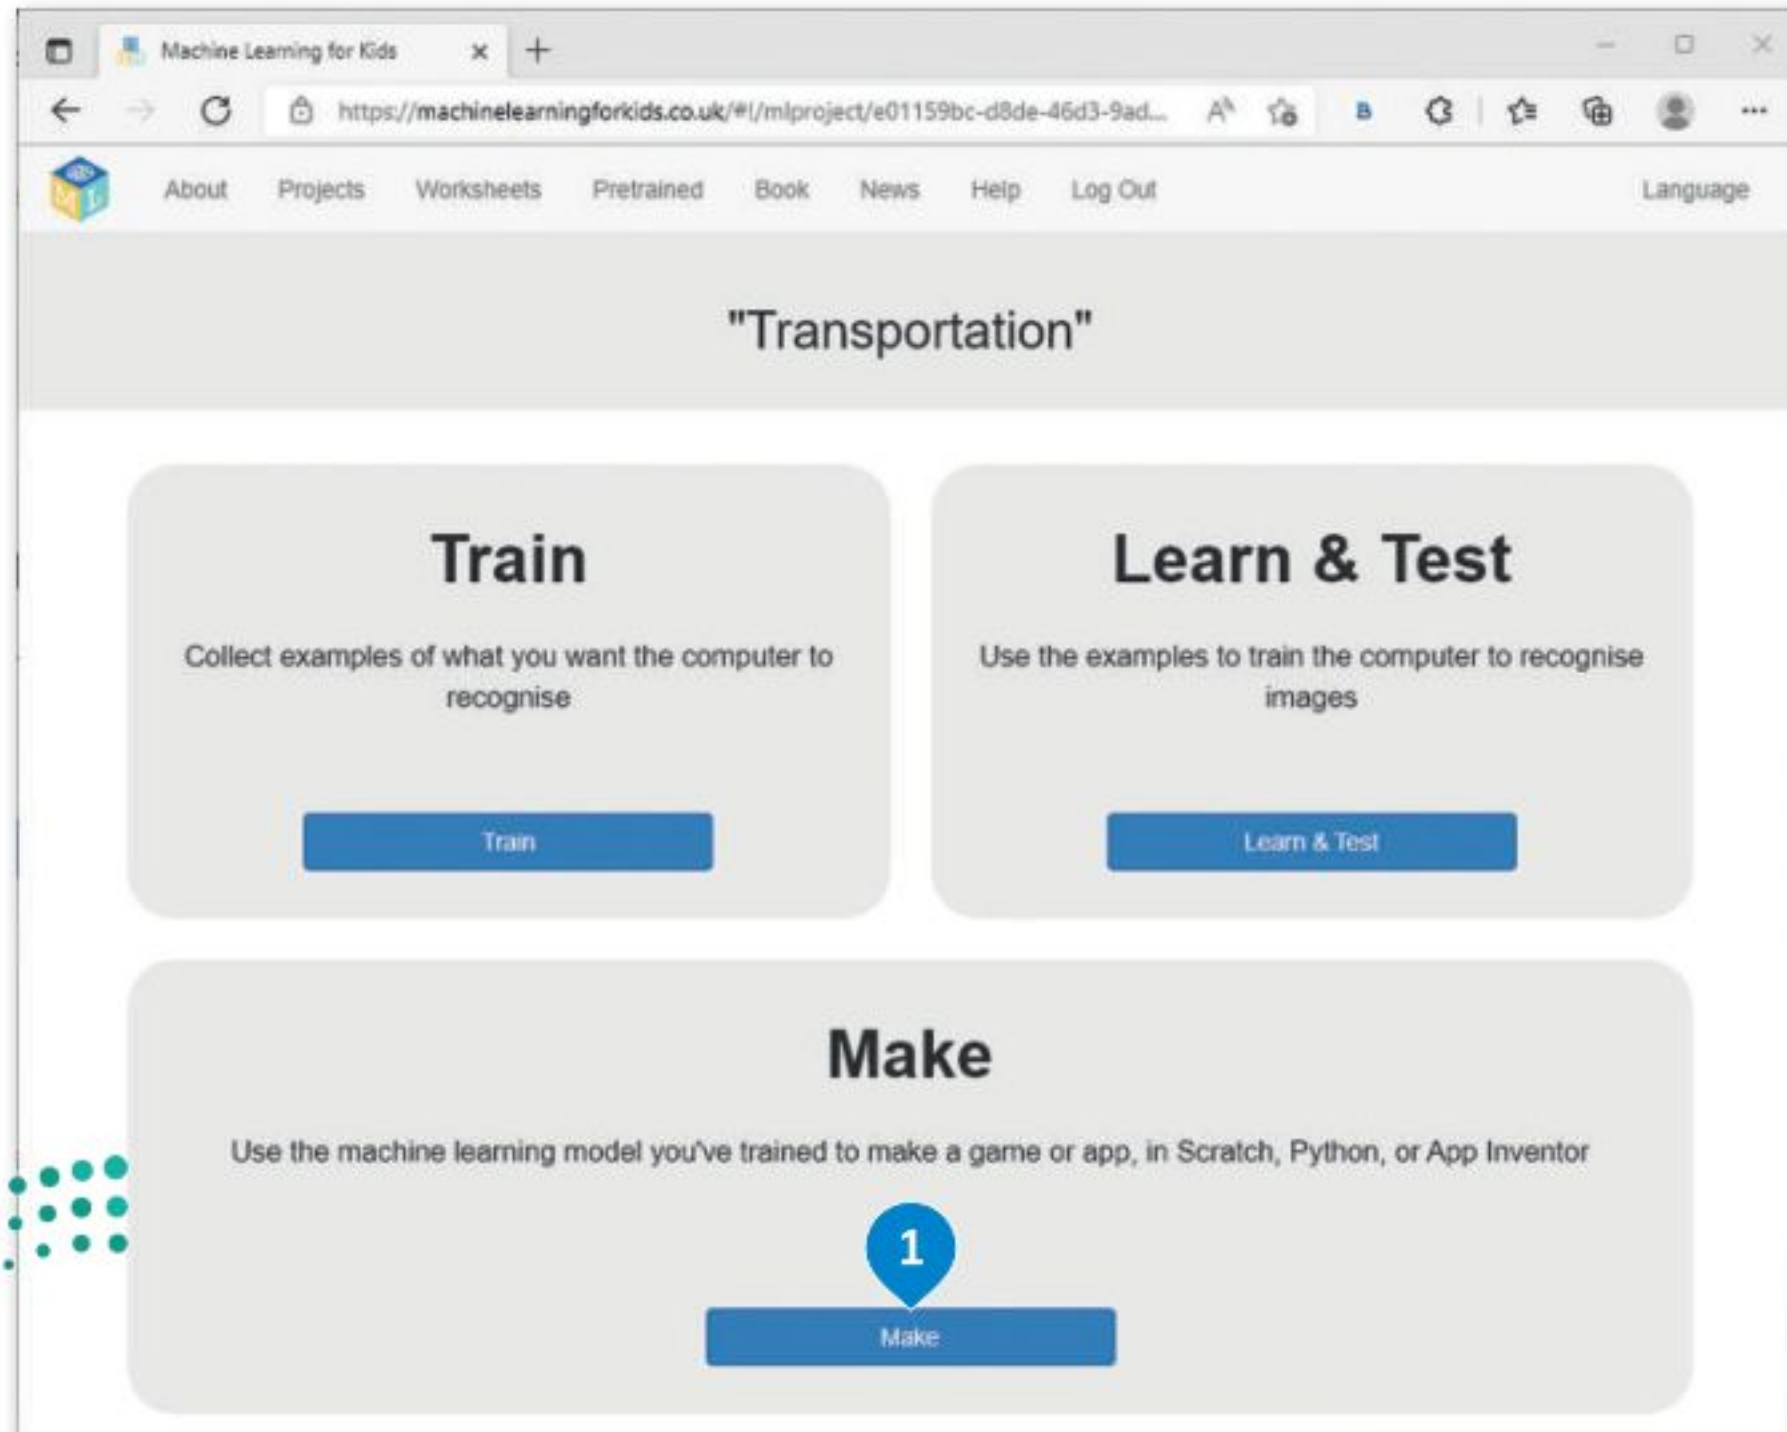 Machine Learning for Kids
https://machinelearningforkids.co.uk/#!/mlproject/e01159bc-d8de-46d3-9ad...
About Projects Worksheets Pretrained Book News Help Log Out Language
"Transportation"
Train
Collect examples of what you want the computer to
recognise
Train
Learn & Test
Use the examples to train the computer to recognise
images
Learn & Test
Make
Use the machine learning model you've trained to make a game or app, in Scratch, Python, or App Inventor
1
Make